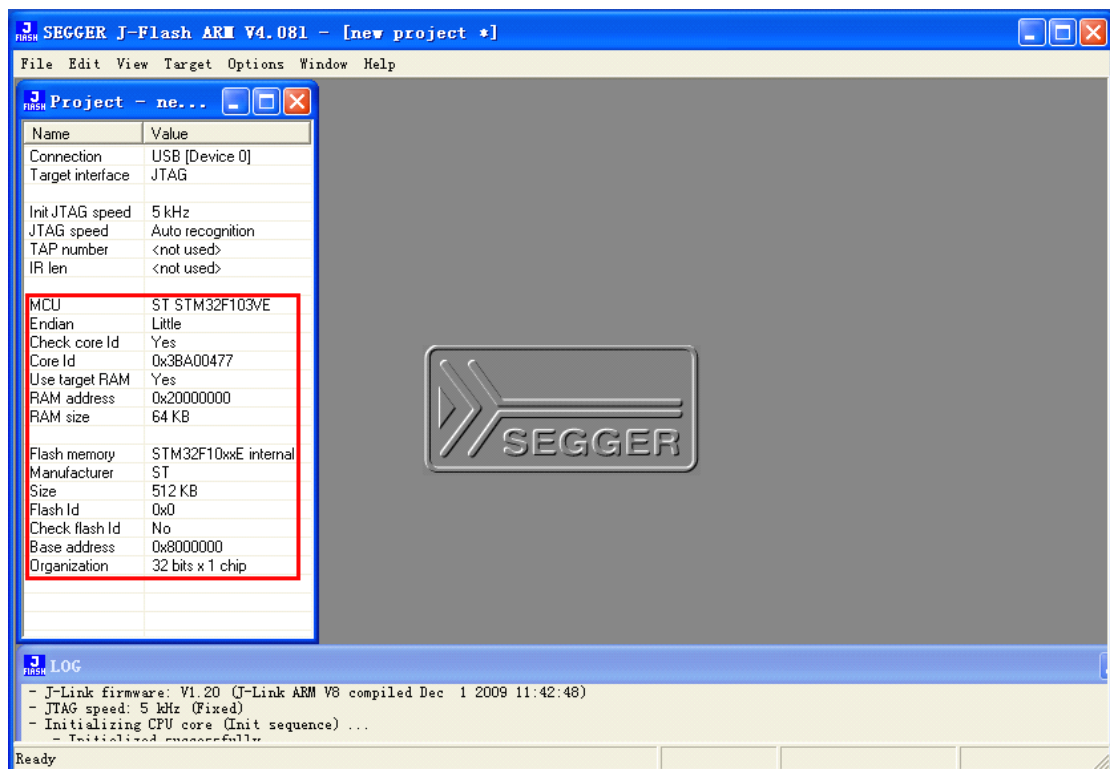 SEGGER J-Flash ARM V4.081 - [new project *]
File Edit View Target Options Window Help
Project - ne...
Name Value
Connection USB [Device 0]
Target interface JTAG
Init JTAG speed 5 kHz
JTAG speed Auto recognition
TAP number <not used>
IR len <not used>
MCU ST STM32F103VE
Endian Little
Check core Id Yes
Core Id 0x3BA00477
Use target RAM Yes
RAM address 0x20000000
RAM size 64 KB
Flash memory STM32F10xxE internal
Manufacturer ST
Size 512 KB
Flash Id 0x0
Check flash Id No
Base address 0x8000000
Organization 32 bits x 1 chip
SEGGER
LOG
- J-Link firmware: V1.20 (J-Link ARM V8 compiled Dec 1 2009 11:42:48)
- JTAG speed: 5 kHz (Fixed)
- Initializing CPU core (Init sequence) ...
- Initialized successfully
Ready